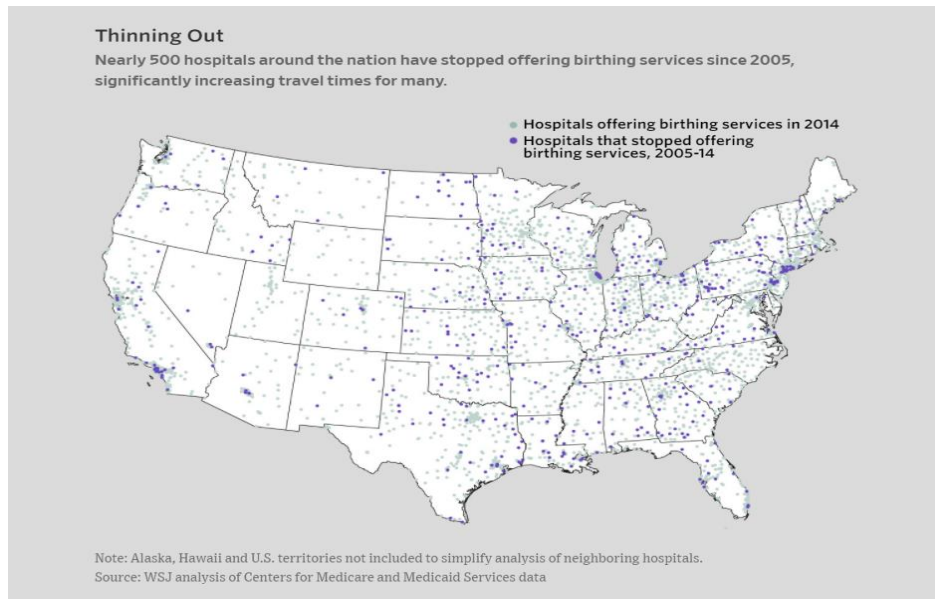 Thinning Out
Nearly 500 hospitals around the nation have stopped offering birthing services since 2005,
significantly increasing travel times for many.
Hospitals offering birthing services in 2014
Hospitals that stopped offering
birthing services, 2005-14
Note: Alaska, Hawaii and U.S. territories not included to simplify analysis of neighboring hospitals.
Source: WSJ analysis of Centers for Medicare and Medicaid Services data